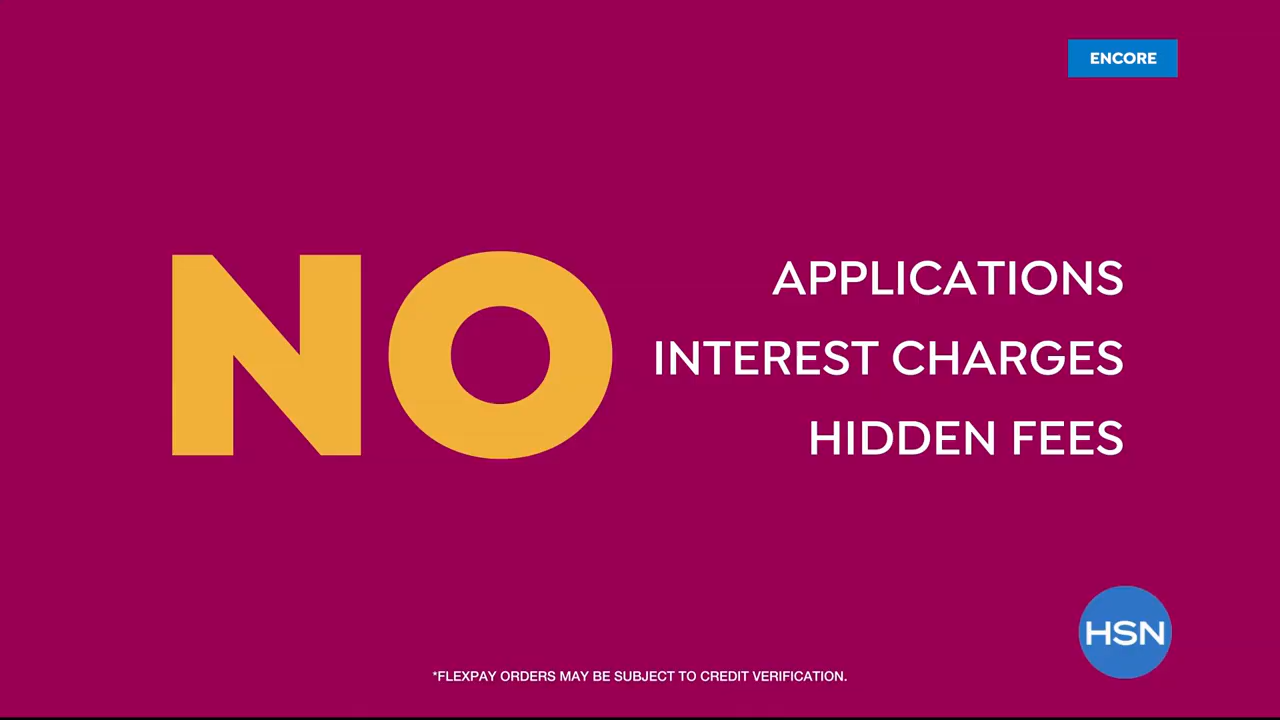 ENCORE
NO
APPLICATIONS
INTEREST CHARGES
HIDDEN FEES
HSN
*FLEXPAY ORDERS MAY BE SUBJECT TO CREDIT VERIFICATION.